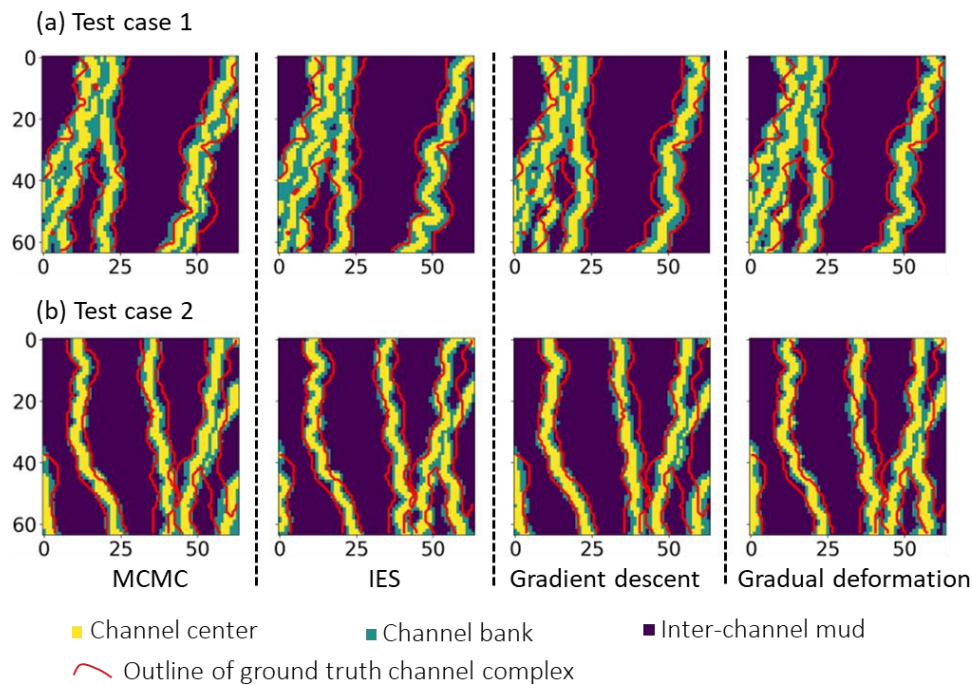 (a) Test case 1
0
20
40
60
0 25 50 0 25 50 0 25 50 0 25 50
(b) Test case 2
0
20
40
60
0 25 50 0 25 50 0 25 50 0 25 50
MCMC IES Gradient descent Gradual deformation
Channel center Channel bank Inter-channel mud
Outline of ground truth channel complex